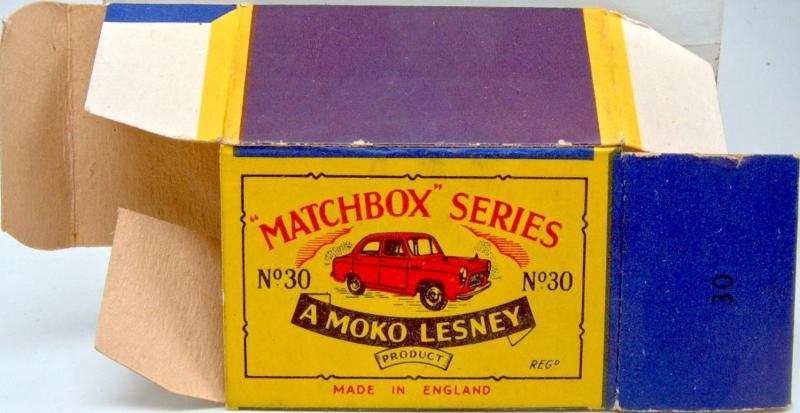 "MATCHBOX" SERIES
Nº30 Nº30
A MOKO LESNEY
PRODUCT
REGᴰ
MADE IN ENGLAND
30